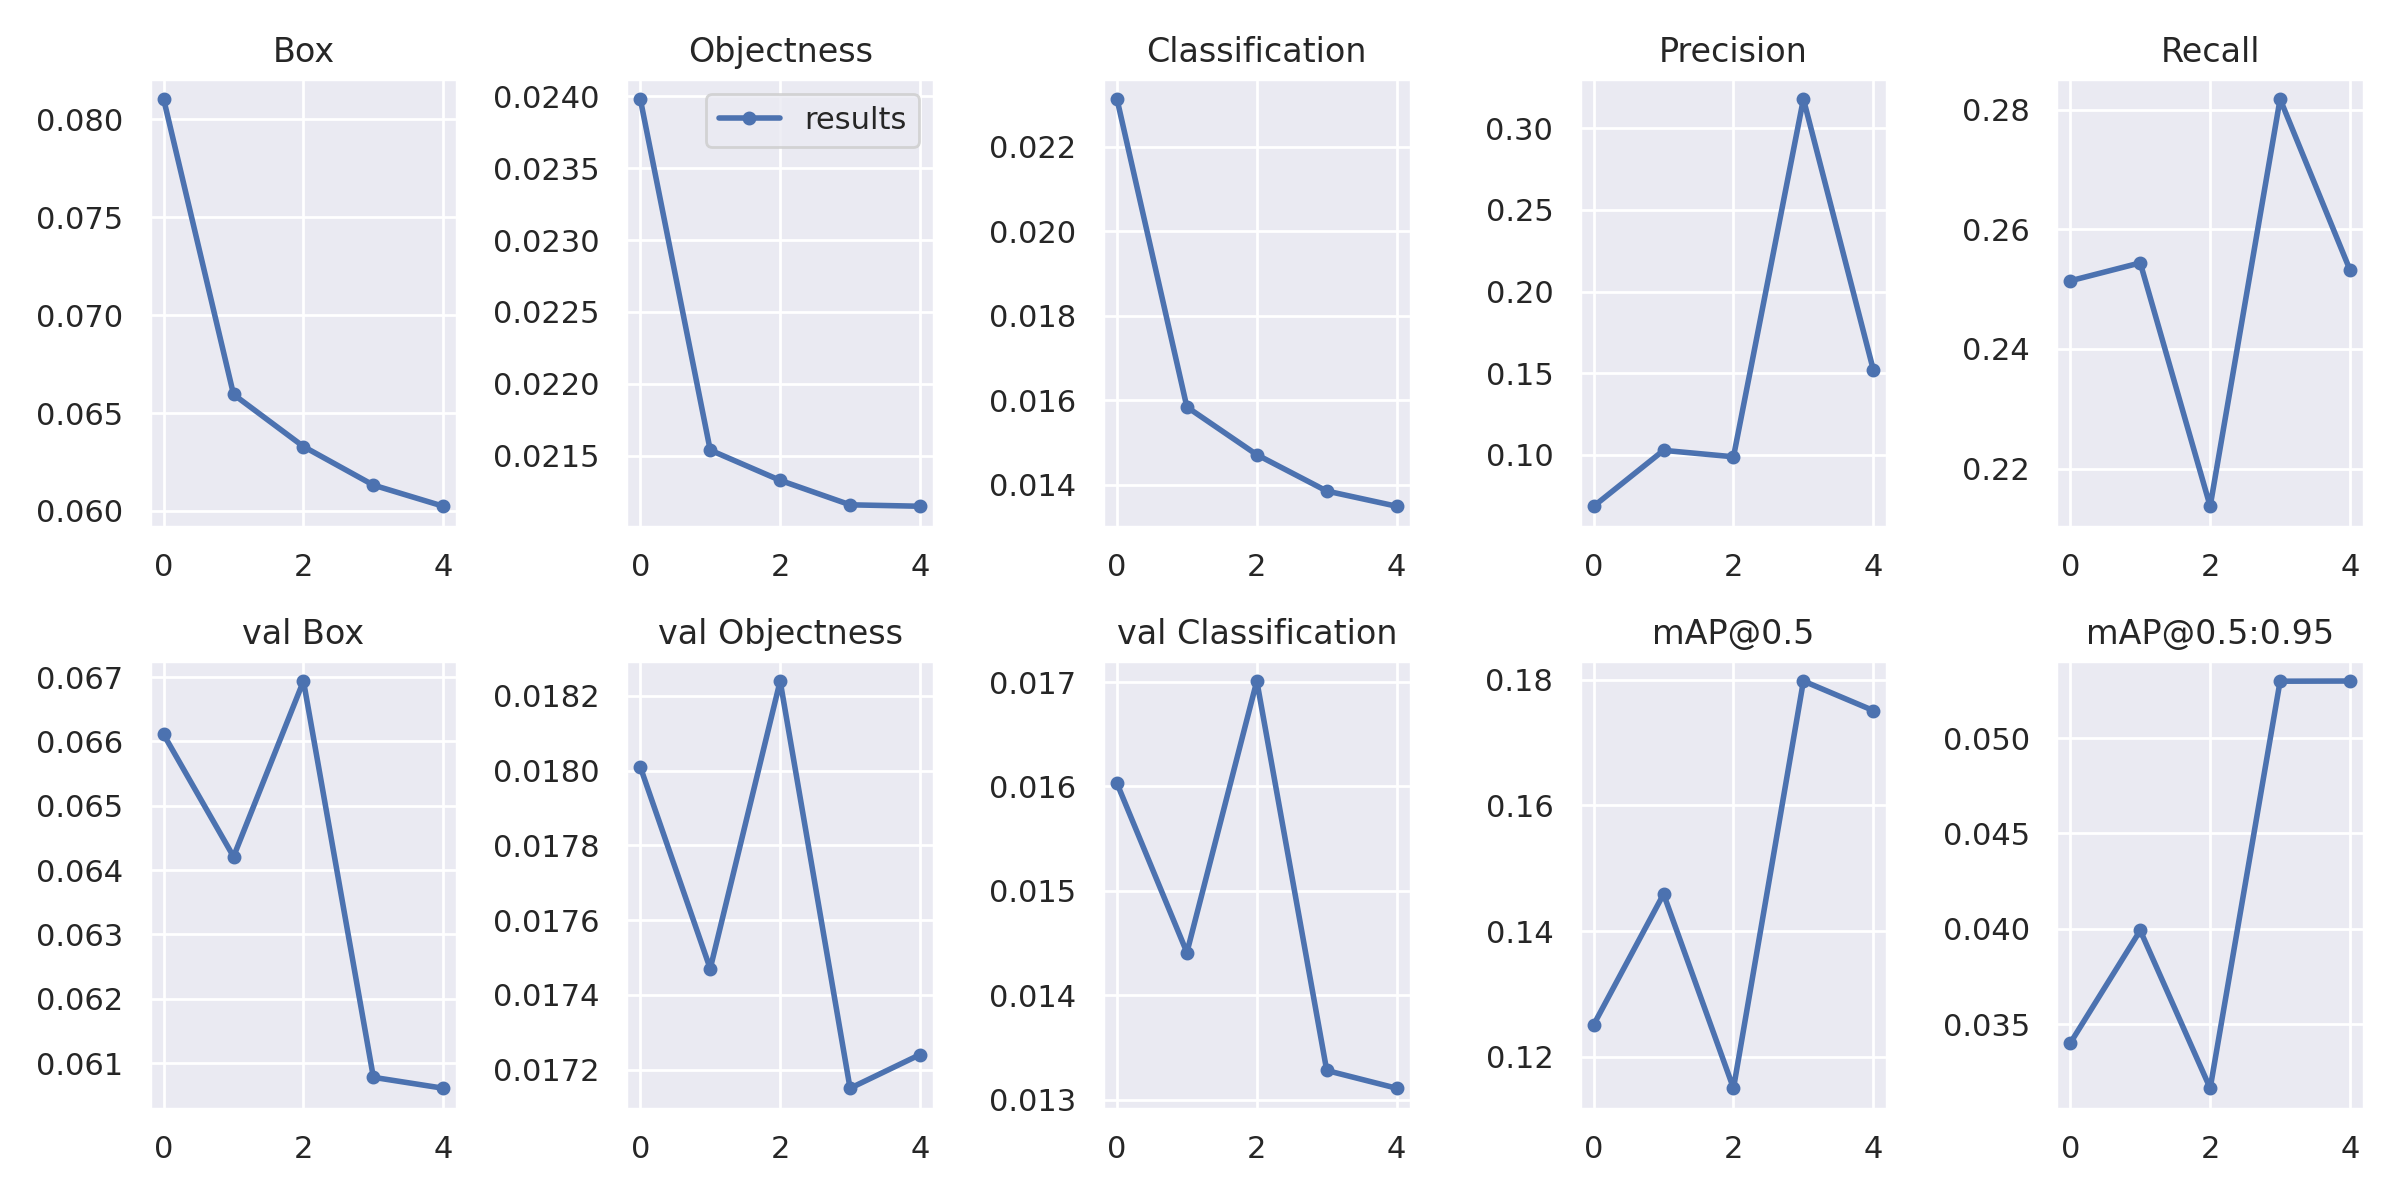 Box
0.080
0.075
0.070
0.065
0.060
0 2 4
Objectness
results
0.0240
0.0235
0.0230
0.0225
0.0220
0.0215
0 2 4
Classification
0.022
0.020
0.018
0.016
0.014
0 2 4
Precision
0.30
0.25
0.20
0.15
0.10
0 2 4
Recall
0.28
0.26
0.24
0.22
0 2 4
val Box
0.067
0.066
0.065
0.064
0.063
0.062
0.061
0 2 4
val Objectness
0.0182
0.0180
0.0178
0.0176
0.0174
0.0172
0 2 4
val Classification
0.017
0.016
0.015
0.014
0.013
0 2 4
mAP@0.5
0.18
0.16
0.14
0.12
0 2 4
mAP@0.5:0.95
0.050
0.045
0.040
0.035
0 2 4